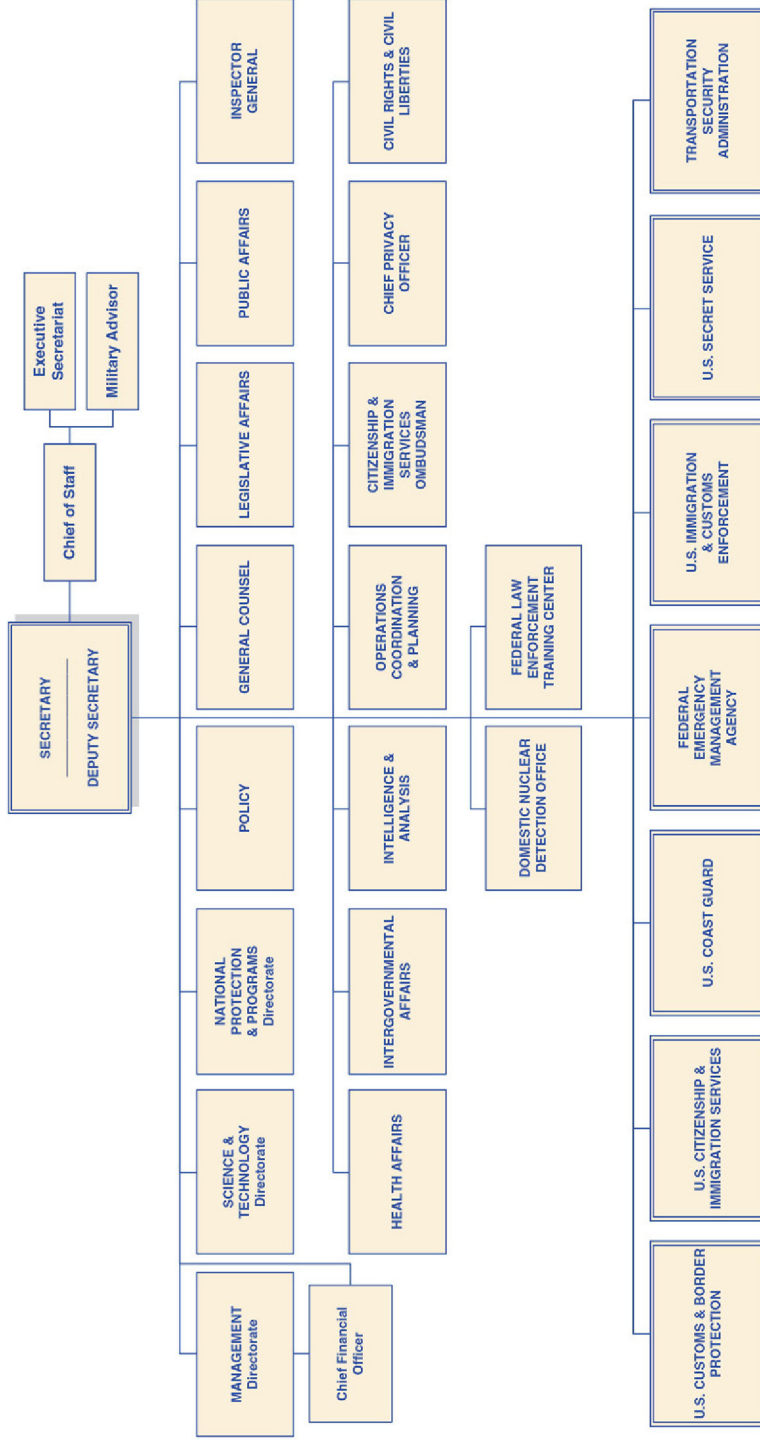 SECRETARY
DEPUTY SECRETARY
Chief of Staff
Executive
Secretariat
Military Advisor
MANAGEMENT
Directorate
Chief Financial
Officer
SCIENCE &
TECHNOLOGY
Directorate
NATIONAL
PROTECTION
& PROGRAMS
Directorate
POLICY
GENERAL COUNSEL
LEGISLATIVE AFFAIRS
PUBLIC AFFAIRS
INSPECTOR
GENERAL
HEALTH AFFAIRS
INTERGOVERNMENTAL
AFFAIRS
INTELLIGENCE &
ANALYSIS
OPERATIONS
COORDINATION
& PLANNING
CITIZENSHIP &
IMMIGRATION
SERVICES
OMBUDSMAN
CHIEF PRIVACY
OFFICER
CIVIL RIGHTS & CIVIL
LIBERTIES
DOMESTIC NUCLEAR
DETECTION OFFICE
FEDERAL LAW
ENFORCEMENT
TRAINING CENTER
U.S. CUSTOMS & BORDER
PROTECTION
U.S. CITIZENSHIP &
IMMIGRATION SERVICES
U.S. COAST GUARD
FEDERAL
EMERGENCY
MANAGEMENT
AGENCY
U.S. IMMIGRATION
& CUSTOMS
ENFORCEMENT
U.S. SECRET SERVICE
TRANSPORTATION
SECURITY
ADMINISTRATION